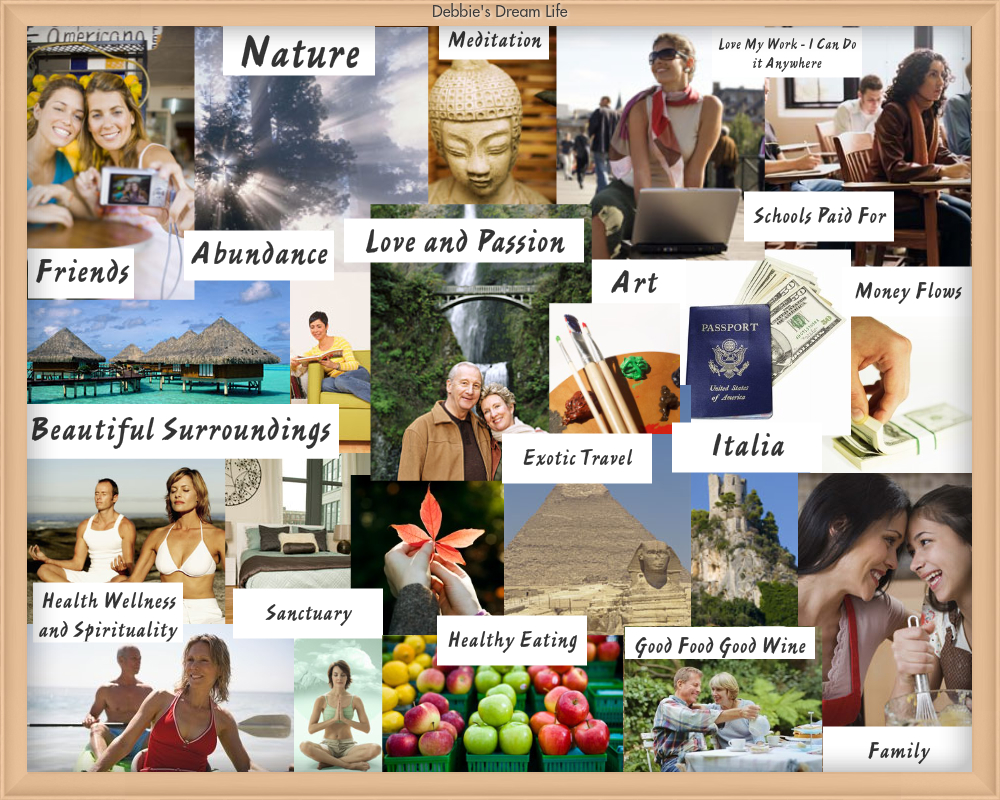 Debbie's Dream Life
Americano
Nature
Meditation
Love My Work - I Can Do
it Anywhere
Schools Paid For
Friends
Abundance
Love and Passion
Art
Money Flows
PASSPORT
United States
of America
50
Beautiful Surroundings
Exotic Travel
Italia
Health Wellness
and Spirituality
Sanctuary
Healthy Eating
Good Food Good Wine
Family